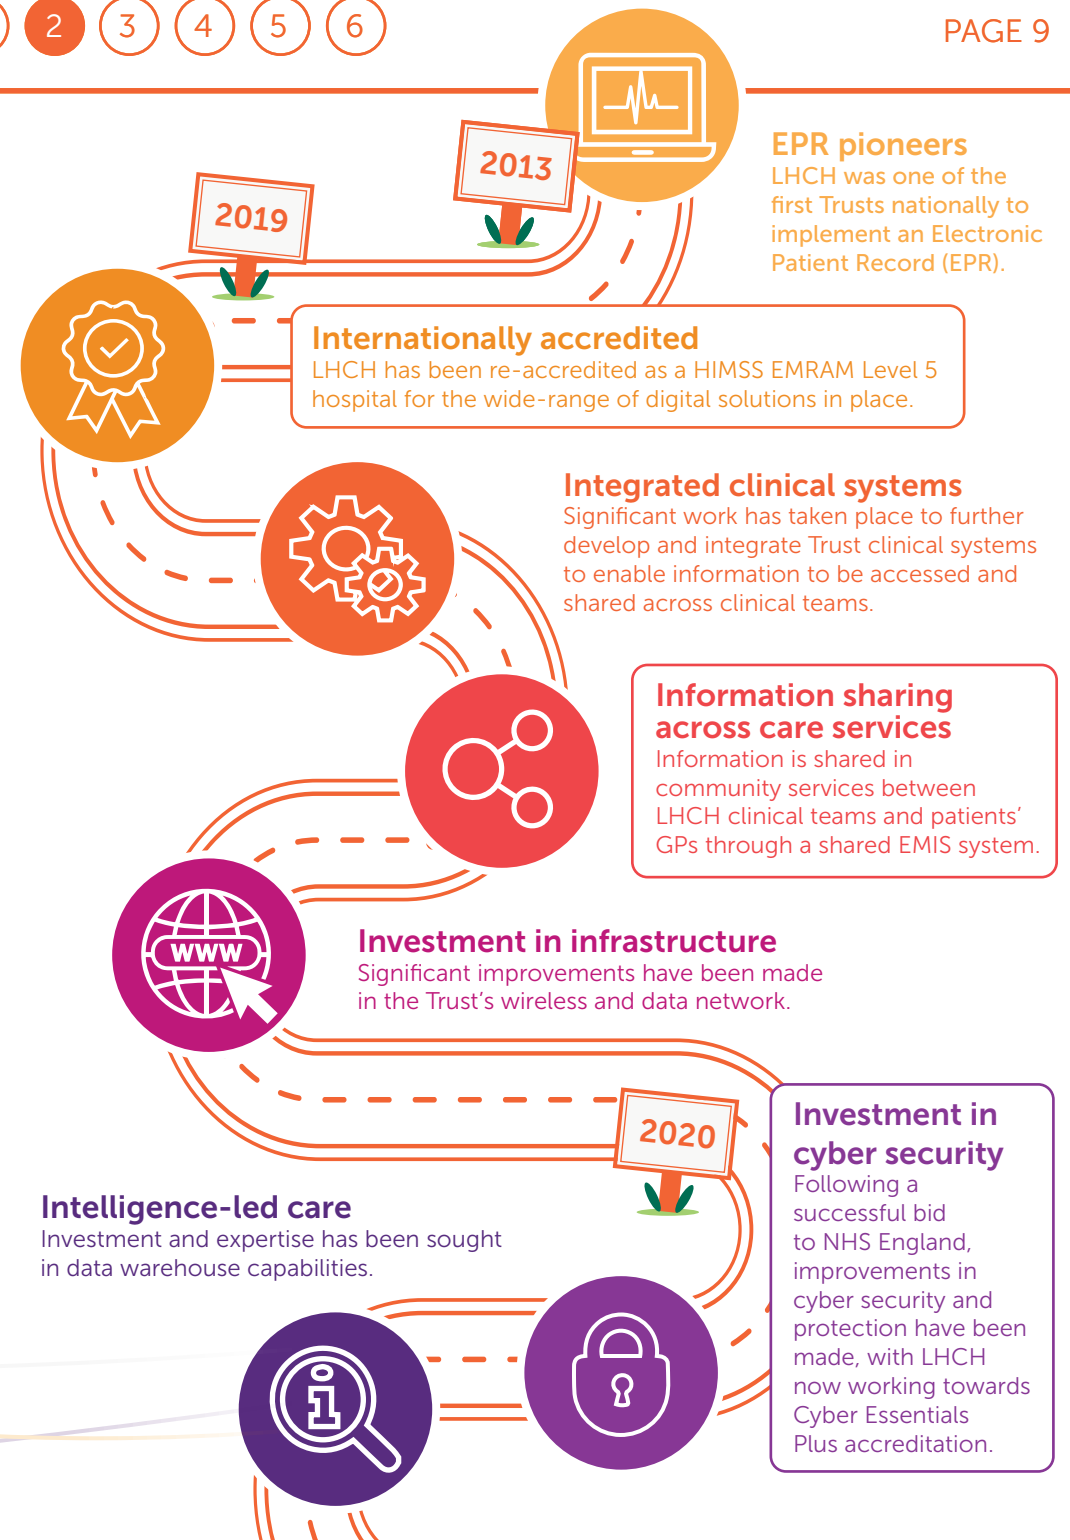 2 3 4 5 6
PAGE 9
2013
EPR pioneers
LHCH was one of the
first Trusts nationally to
implement an Electronic
Patient Record (EPR).
2019
Internationally accredited
LHCH has been re-accredited as a HIMSS EMRAM Level 5
hospital for the wide-range of digital solutions in place.
Integrated clinical systems
Significant work has taken place to further
develop and integrate Trust clinical systems
to enable information to be accessed and
shared across clinical teams.
Information sharing
across care services
Information is shared in
community services between
LHCH clinical teams and patients’
GPs through a shared EMIS system.
www
Investment in infrastructure
Significant improvements have been made
in the Trust’s wireless and data network.
2020
Investment in
cyber security
Following a
successful bid
to NHS England,
improvements in
cyber security and
protection have been
made, with LHCH
now working towards
Cyber Essentials
Plus accreditation.
Intelligence-led care
Investment and expertise has been sought
in data warehouse capabilities.
i